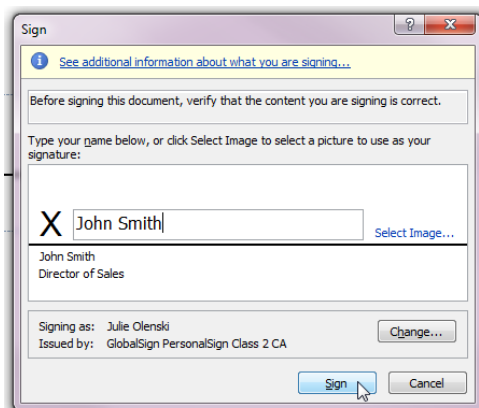 Sign
See additional information about what you are signing...
Before signing this document, verify that the content you are signing is correct.
Type your name below, or click Select Image to select a picture to use as your
signature:
X John Smith
Select Image...
John Smith
Director of Sales
Signing as: Julie Olenski
Change...
Issued by: GlobalSign PersonalSign Class 2 CA
Sign Cancel